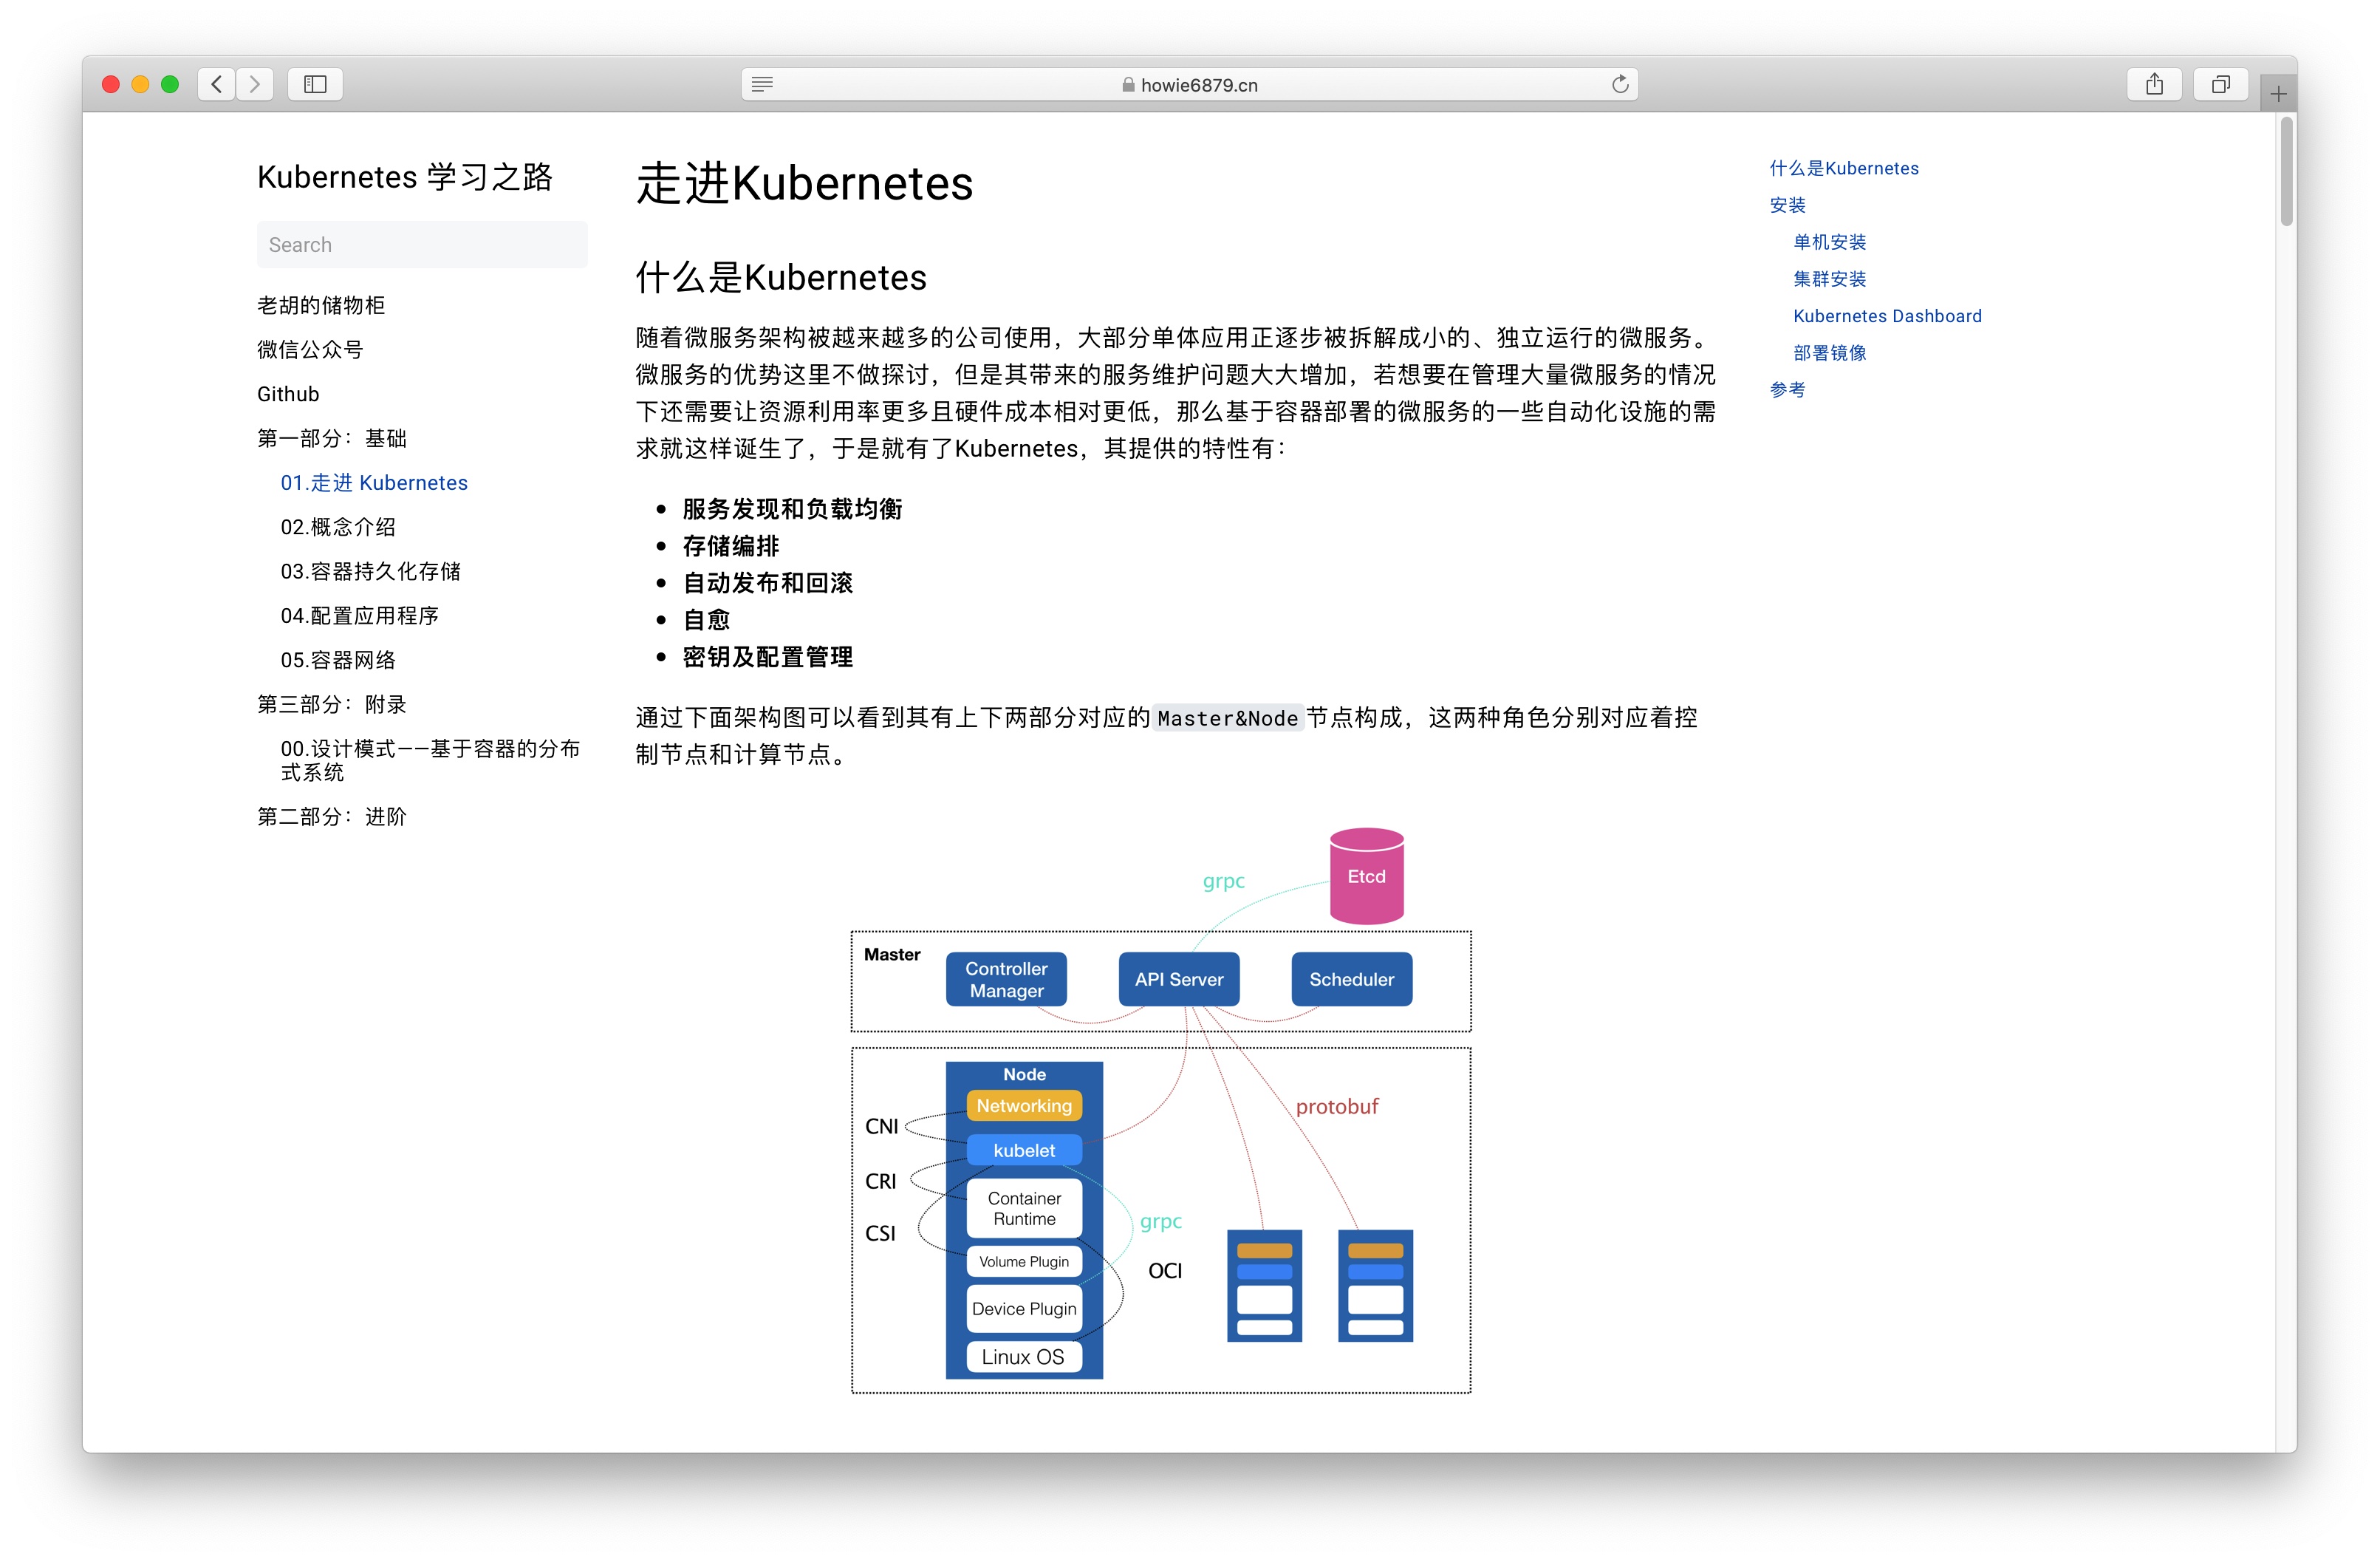 howie6879.cn
Kubernetes 学习之路
Search
老胡的储物柜
微信公众号
Github
第一部分：基础
01.走进 Kubernetes
02.概念介绍
03.容器持久化存储
04.配置应用程序
05.容器网络
第三部分：附录
00.设计模式——基于容器的分布
式系统
第二部分：进阶
走进Kubernetes
什么是Kubernetes
随着微服务架构被越来越多的公司使用，大部分单体应用正逐步被拆解成小的、独立运行的微服务。
微服务的优势这里不做探讨，但是其带来的服务维护问题大大增加，若想要在管理大量微服务的情况
下还需要让资源利用率更多且硬件成本相对更低，那么基于容器部署的微服务的一些自动化设施的需
求就这样诞生了，于是就有了Kubernetes，其提供的特性有：
服务发现和负载均衡
存储编排
自动发布和回滚
自愈
密钥及配置管理
通过下面架构图可以看到其有上下两部分对应的Master&Node节点构成，这两种角色分别对应着控
制节点和计算节点。
Etcd
grpc
Master
Controller
Manager
API Server
Scheduler
Node
Networking
CNI
kubelet
CRI
Container
Runtime
CSI
Volume Plugin
Device Plugin
Linux OS
grpc
OCI
protobuf
什么是Kubernetes
安装
单机安装
集群安装
Kubernetes Dashboard
部署镜像
参考